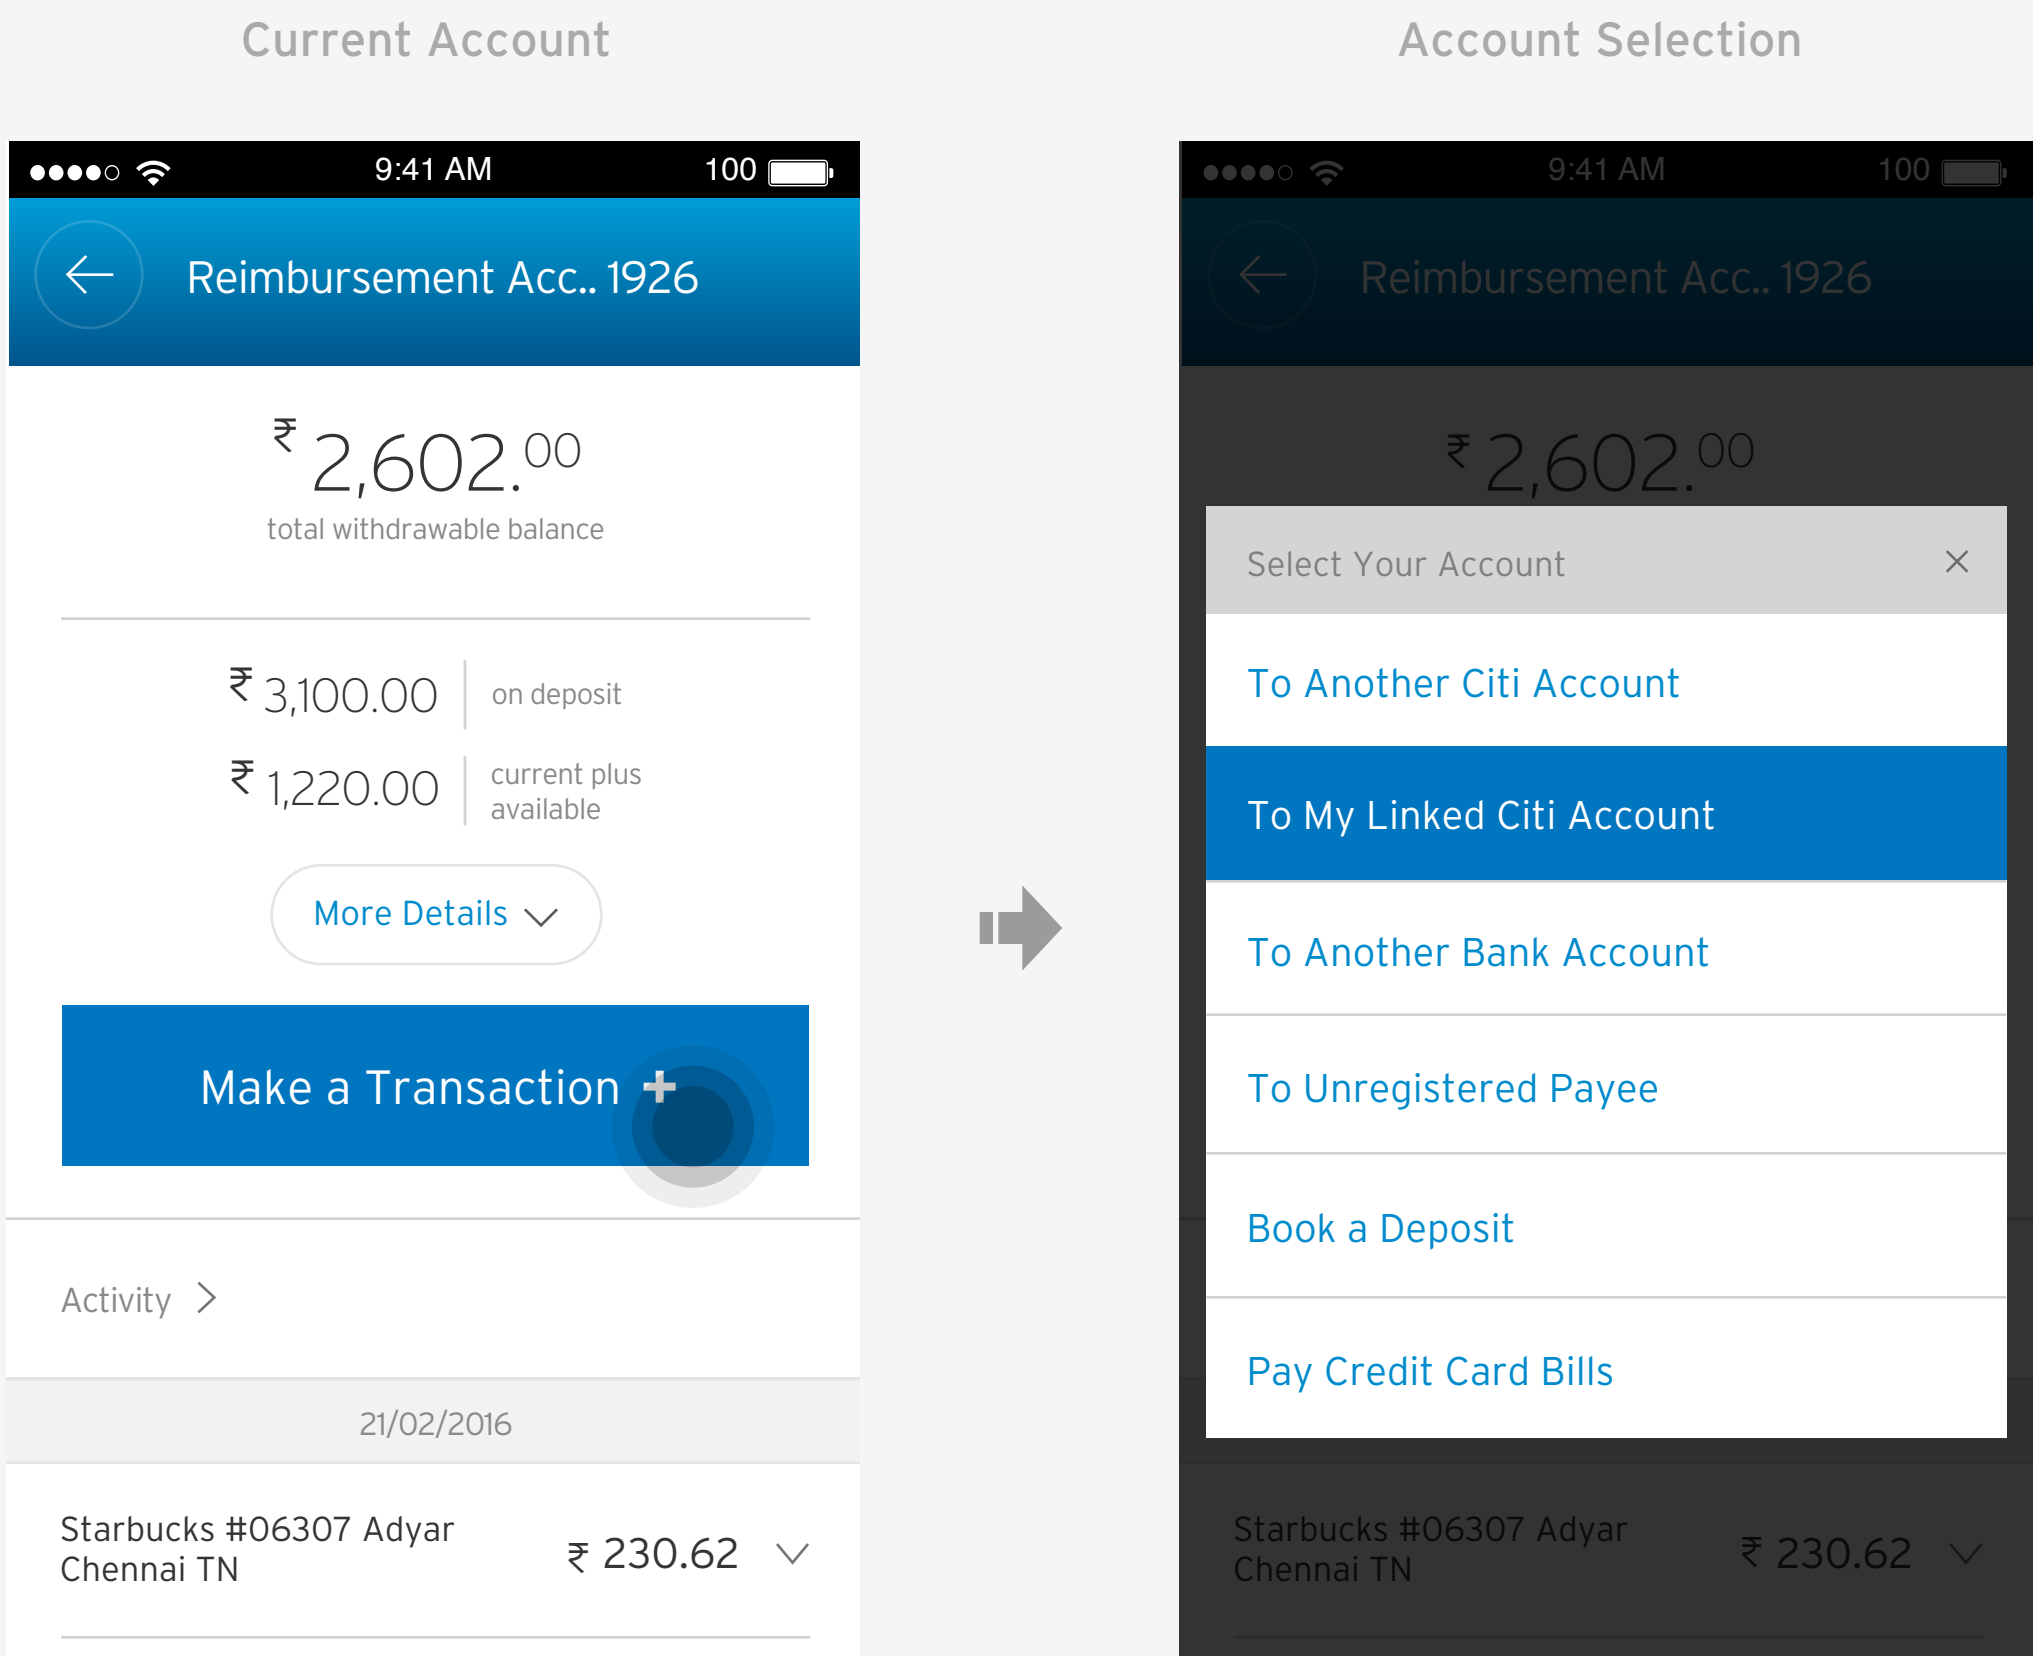 Current Account
9:41 AM 100
Reimbursement Acc.. 1926
₹ 2,602.00
total withdrawable balance
₹ 3,100.00 on deposit
₹ 1,220.00 current plus
available
More Details
Make a Transaction +
Activity
21/02/2016
Starbucks #06307 Adyar
Chennai TN
₹ 230.62
Account Selection
9:41 AM 100
Reimbursement Acc.. 1926
₹ 2,602.00
Select Your Account
To Another Citi Account
To My Linked Citi Account
To Another Bank Account
To Unregistered Payee
Book a Deposit
Pay Credit Card Bills
Starbucks #06307 Adyar
Chennai TN
₹ 230.62